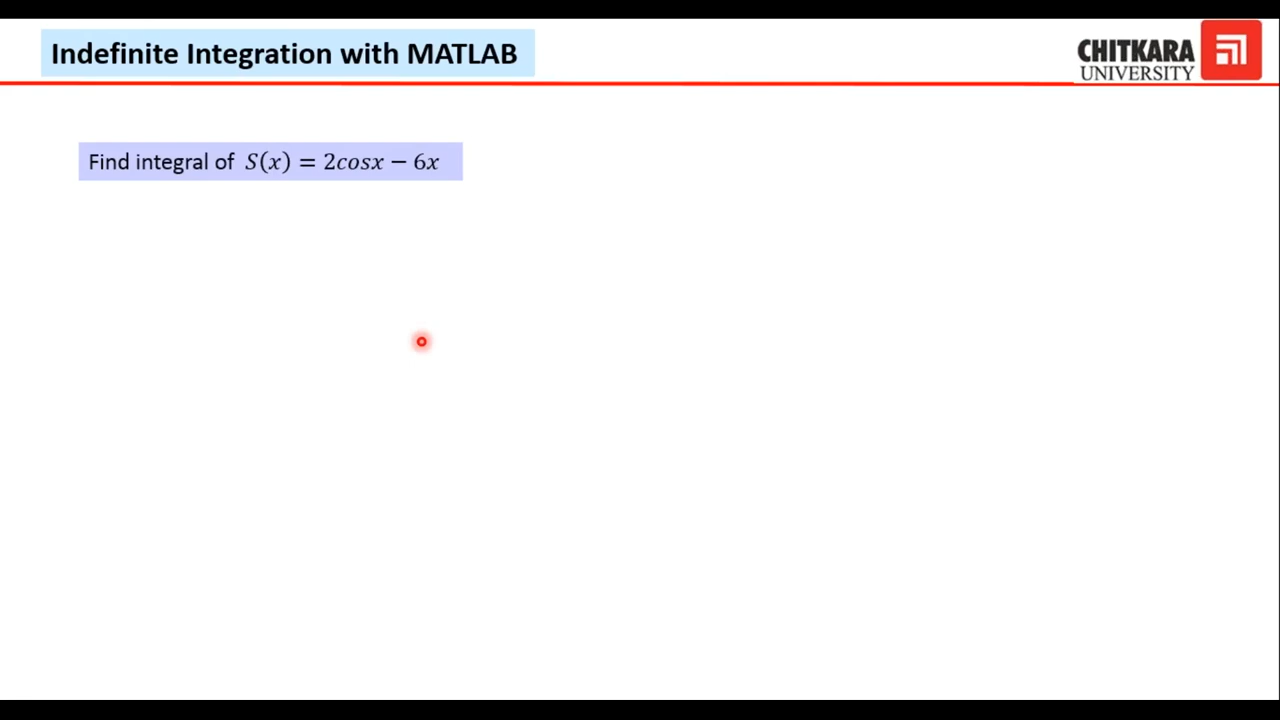 Indefinite Integration with MATLAB
CHITKARA
UNIVERSITY
Find integral of S(x) = 2cosx − 6x